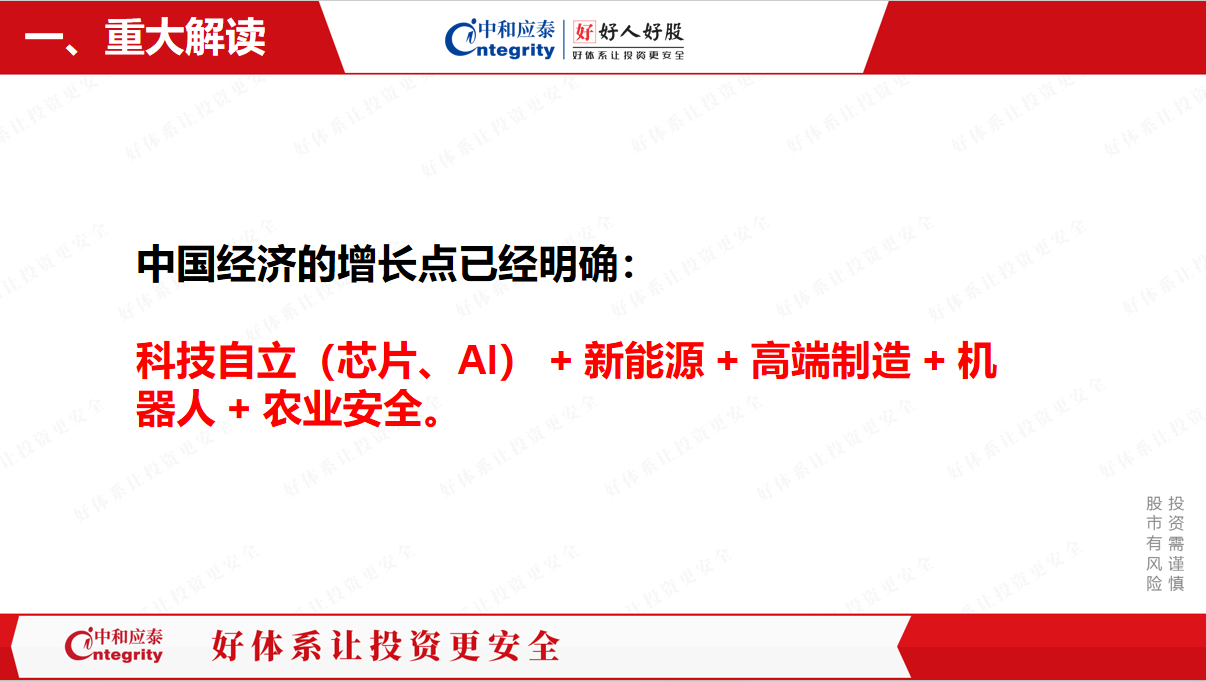 一、重大解读
中和应泰
Cntegrity
好 好人好股
好体系让投资更安全
中国经济的增长点已经明确：
科技自立（芯片、AI） + 新能源 + 高端制造 + 机
器人 + 农业安全。
股市有风险
投资需谨慎
中和应泰
Cntegrity
好体系让投资更安全